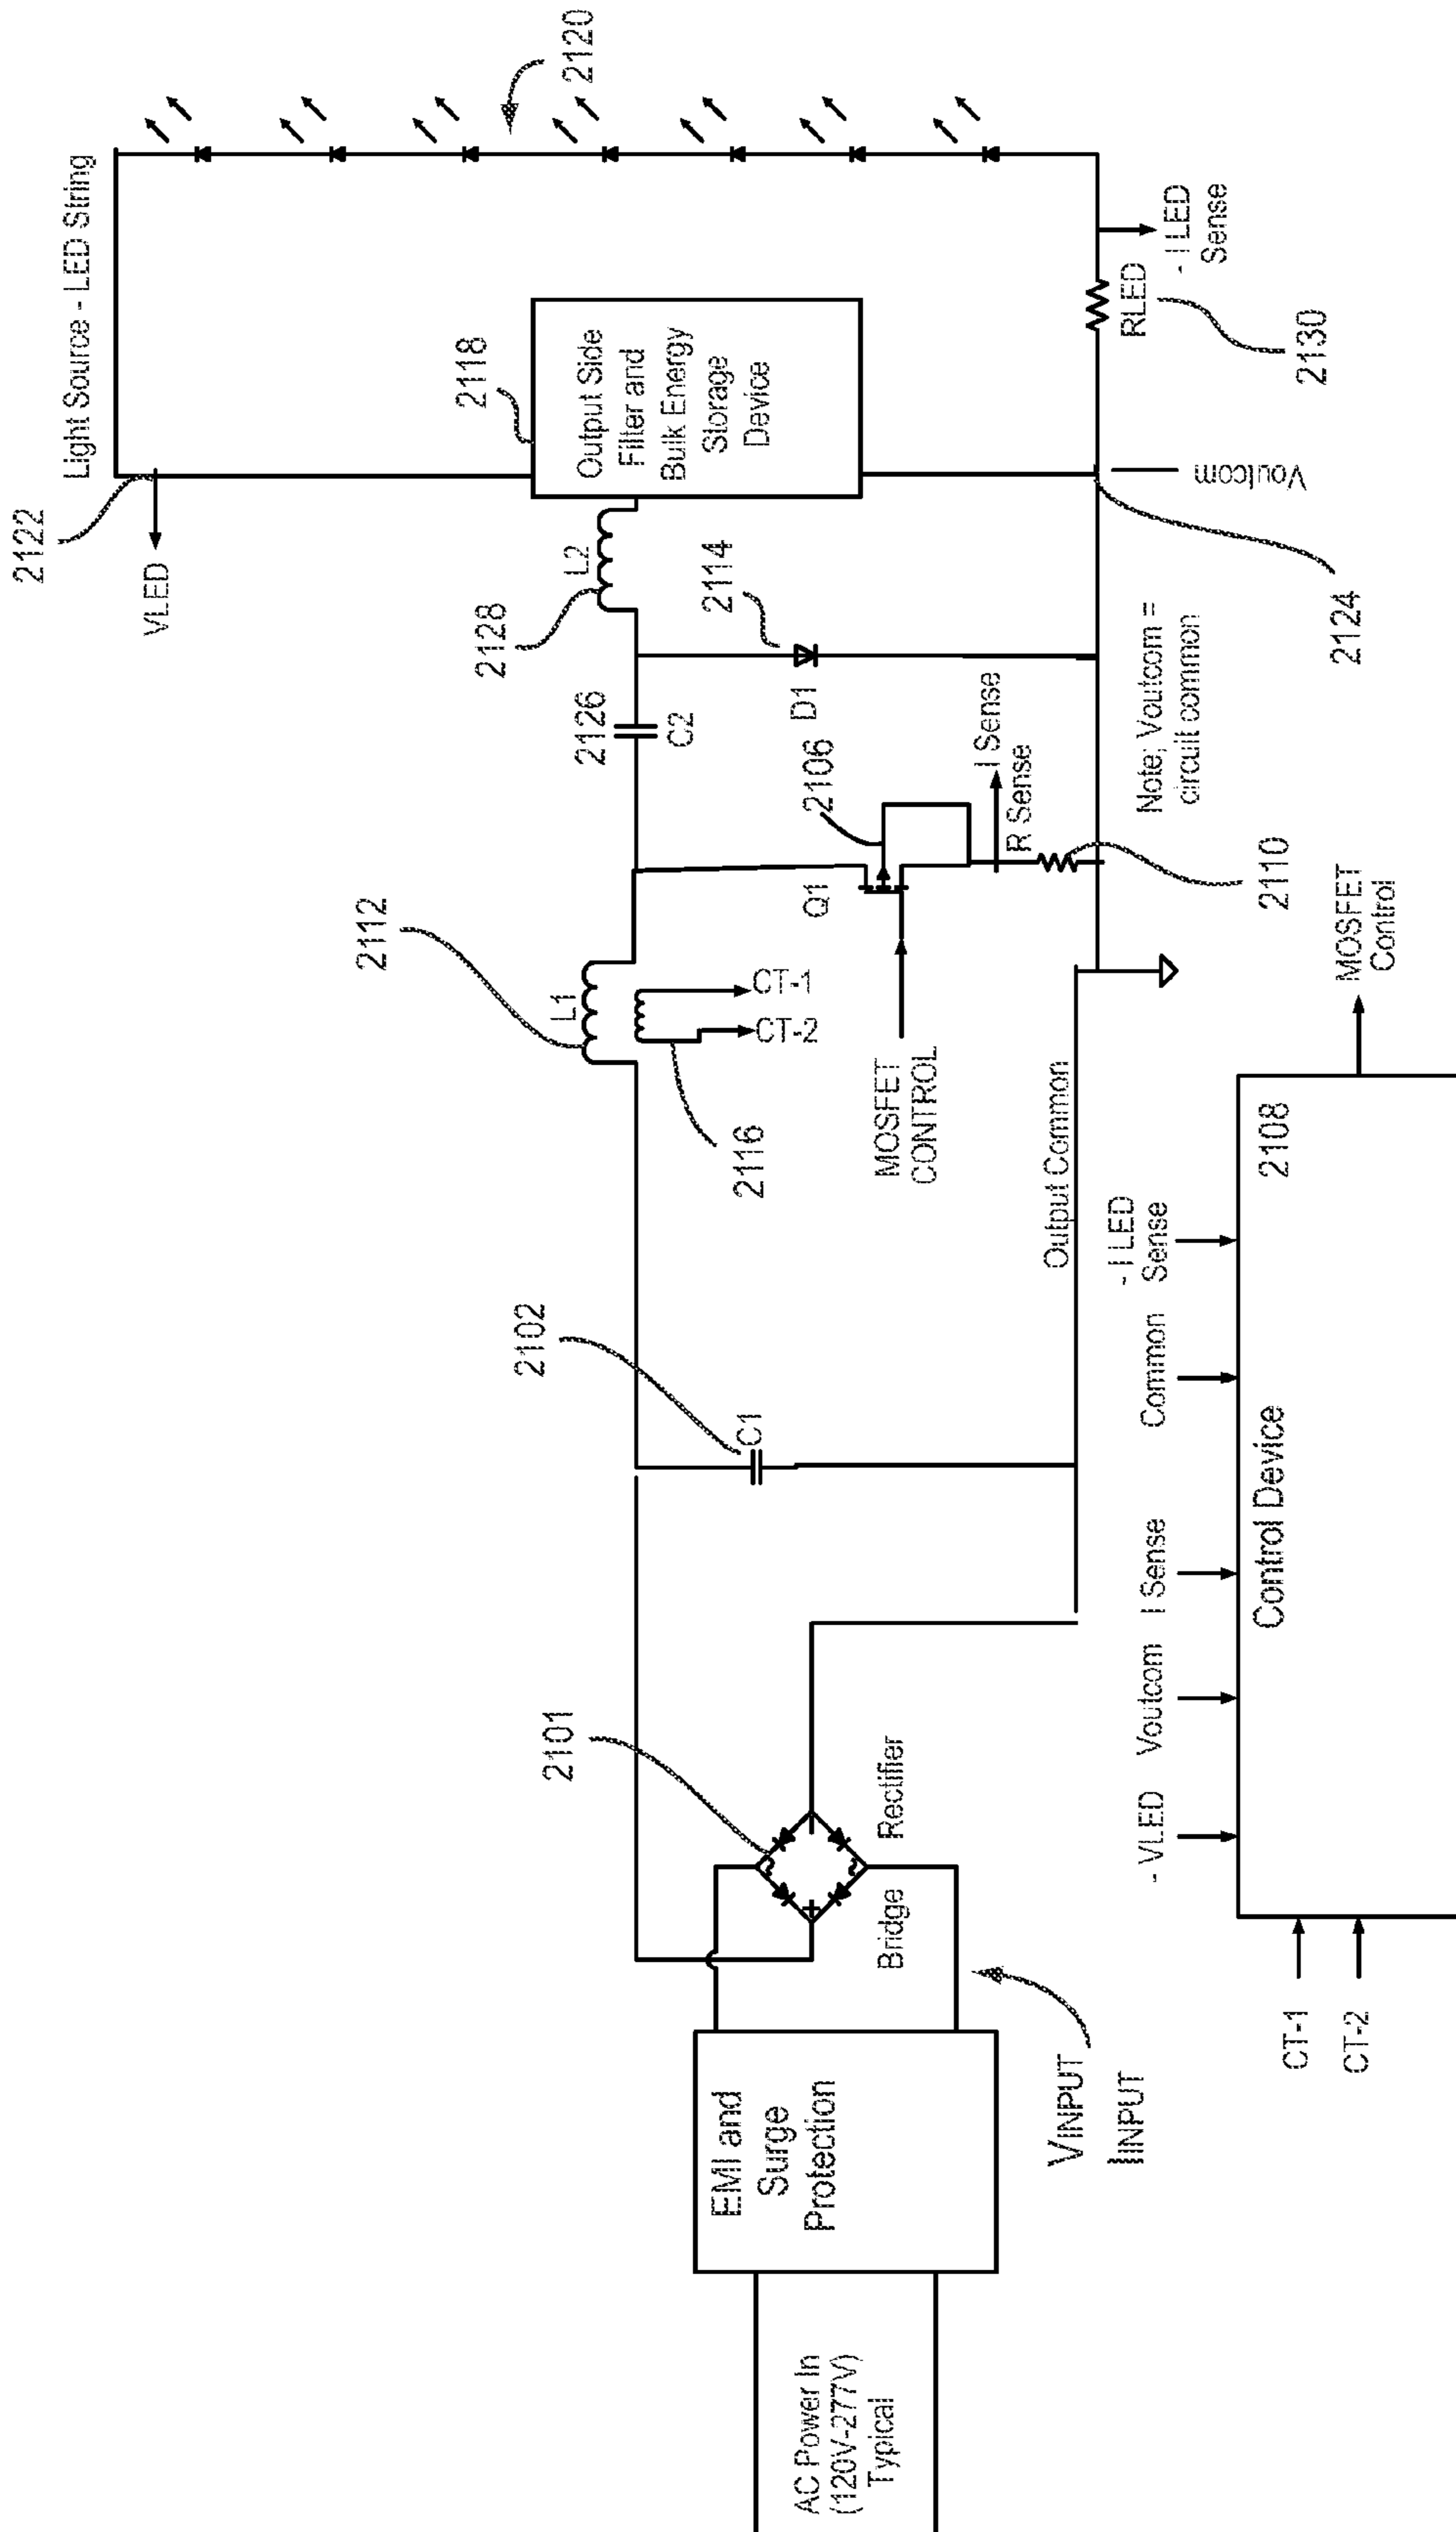 AC Power In
(120V-277V)
Typical
EMI and
Surge
Protection
VINPUT
IINPUT
Bridge
Rectifier
2101
+
2102
C1
2112
L1
CT-1
CT-2
2116
MOSFET
CONTROL
Q1
2106
I Sense
R Sense
2110
Output Common
2126
C2
D1
2114
2128
L2
2118
Output Side
Filter and
Bulk Energy
Storage
Device
2122
VLED
Light Source - LED String
2120
- I LED
Sense
RLED
2130
Voutcom
2124
Note; Voutcom =
circuit common
CT-1
CT-2
- VLED
Voutcom
I Sense
Common
- I LED
Sense
Control Device
2108
MOSFET
Control